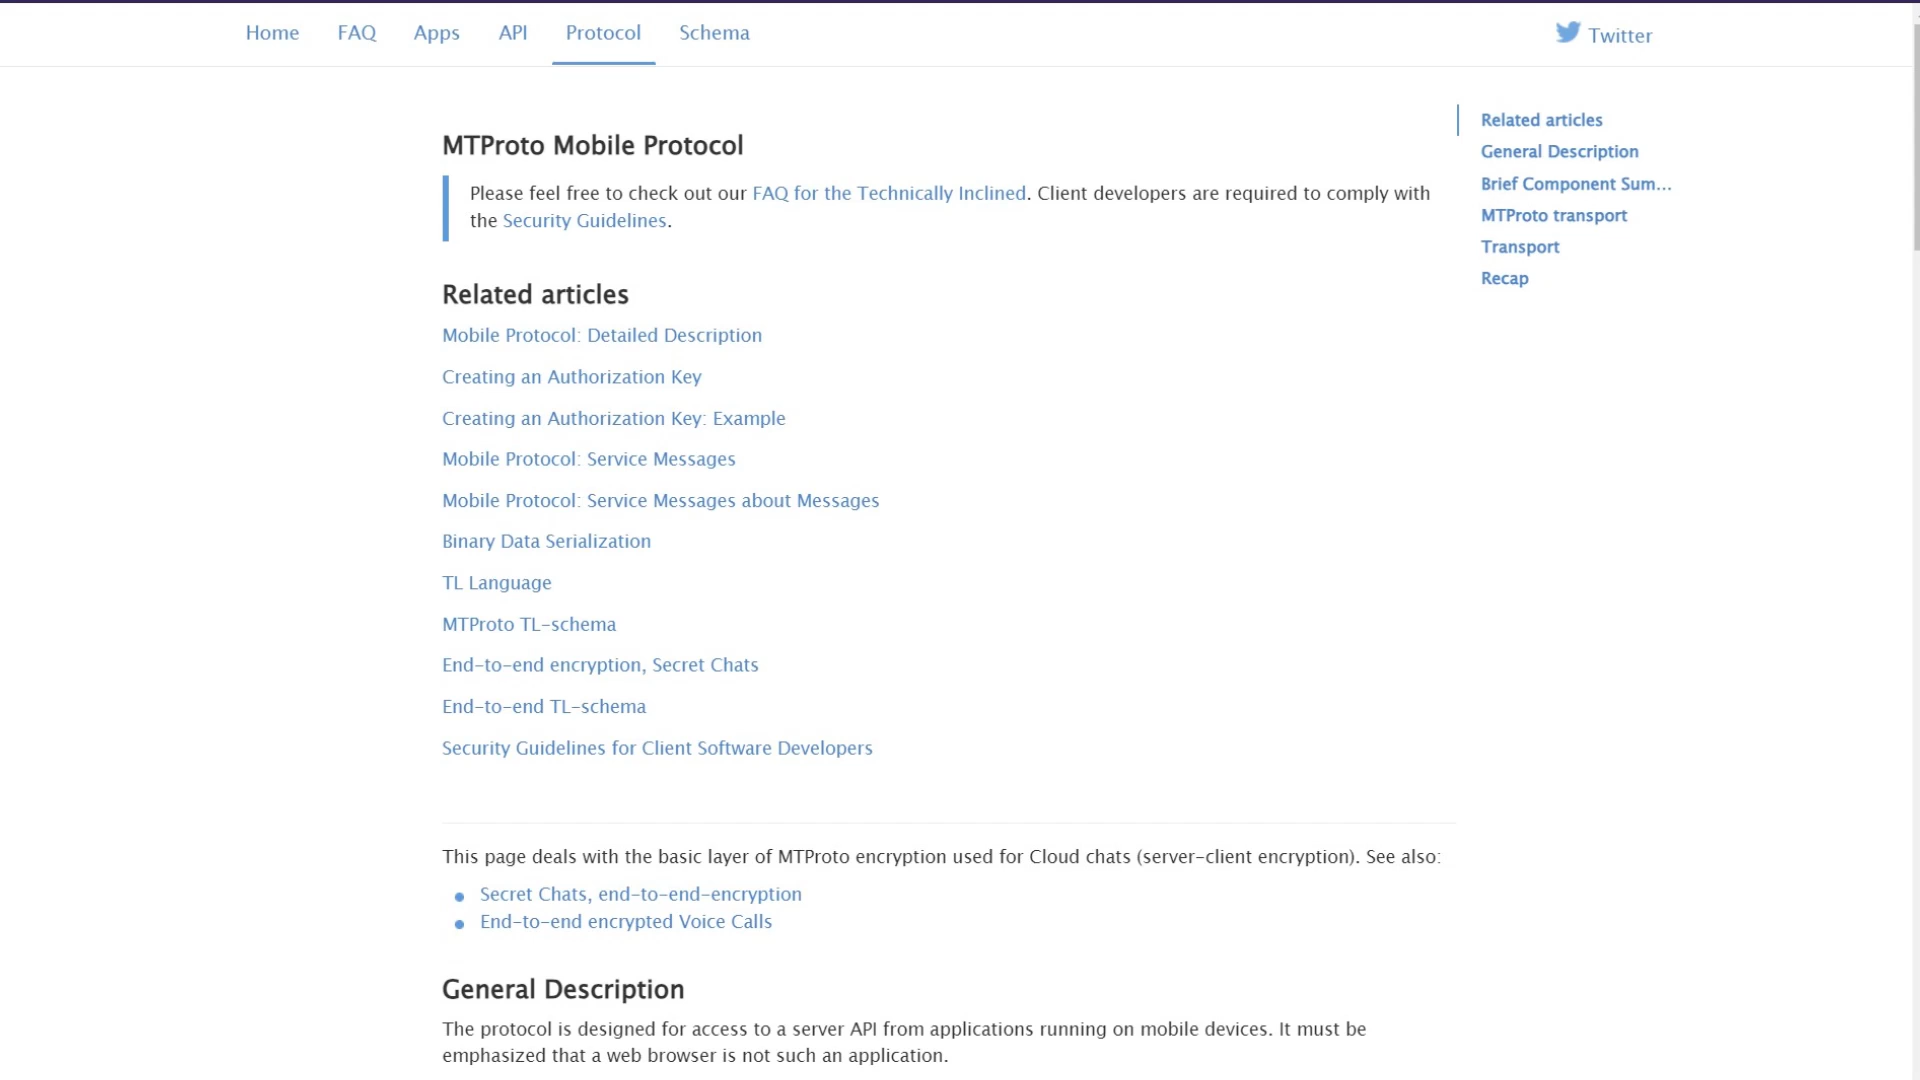 Home FAQ Apps API Protocol Schema Twitter
MTProto Mobile Protocol
Please feel free to check out our FAQ for the Technically Inclined. Client developers are required to comply with
the Security Guidelines.
Related articles
Mobile Protocol: Detailed Description
Creating an Authorization Key
Creating an Authorization Key: Example
Mobile Protocol: Service Messages
Mobile Protocol: Service Messages about Messages
Binary Data Serialization
TL Language
MTProto TL-schema
End-to-end encryption, Secret Chats
End-to-end TL-schema
Security Guidelines for Client Software Developers
This page deals with the basic layer of MTProto encryption used for Cloud chats (server-client encryption). See also:
Secret Chats, end-to-end-encryption
End-to-end encrypted Voice Calls
General Description
The protocol is designed for access to a server API from applications running on mobile devices. It must be
emphasized that a web browser is not such an application.
Related articles
General Description
Brief Component Sum...
MTProto transport
Transport
Recap